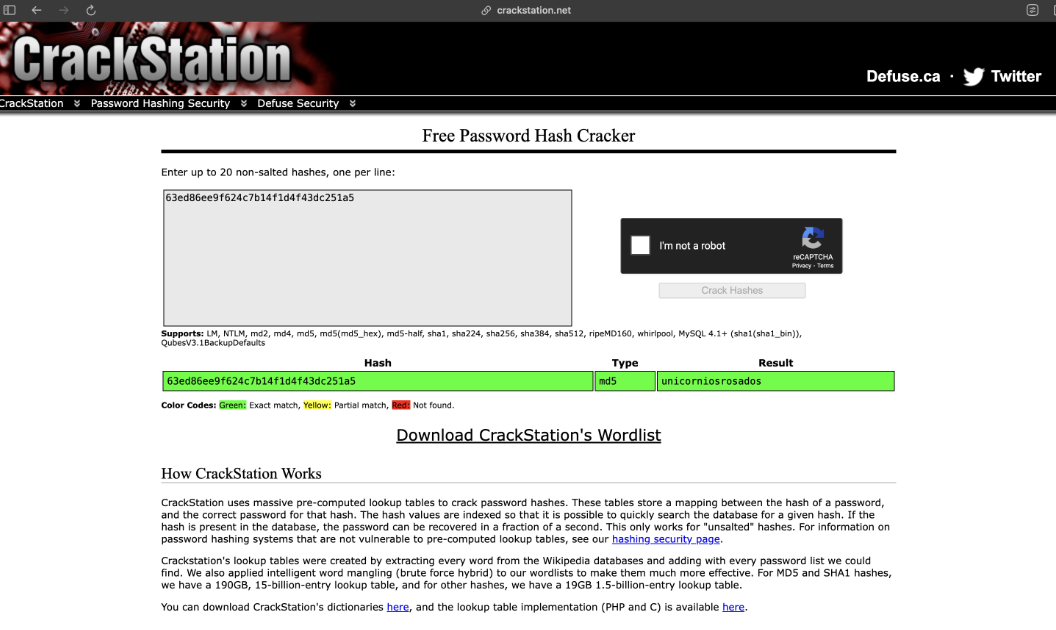 crackstation.net
CrackStation
Defuse.ca · Twitter
CrackStation Password Hashing Security Defuse Security
Free Password Hash Cracker
Enter up to 20 non-salted hashes, one per line:
63ed86ee9f624c7b14f1d4f43dc251a5
I'm not a robot
reCAPTCHA
Privacy - Terms
Crack Hashes
Supports: LM, NTLM, md2, md4, md5, md5(md5_hex), md5-half, sha1, sha224, sha256, sha384, sha512, ripeMD160, whirlpool, MySQL 4.1+ (sha1(sha1_bin)),
QubesV3.1BackupDefaults
Hash Type Result
63ed86ee9f624c7b14f1d4f43dc251a5 md5 unicorniosrosados
Color Codes: Green: Exact match, Yellow: Partial match, Red: Not found.
Download CrackStation's Wordlist
How CrackStation Works
CrackStation uses massive pre-computed lookup tables to crack password hashes. These tables store a mapping between the hash of a password,
and the correct password for that hash. The hash values are indexed so that it is possible to quickly search the database for a given hash. If the
hash is present in the database, the password can be recovered in a fraction of a second. This only works for "unsalted" hashes. For information on
password hashing systems that are not vulnerable to pre-computed lookup tables, see our hashing security page.
Crackstation's lookup tables were created by extracting every word from the Wikipedia databases and adding with every password list we could
find. We also applied intelligent word mangling (brute force hybrid) to our wordlists to make them much more effective. For MD5 and SHA1 hashes,
we have a 190GB, 15-billion-entry lookup table, and for other hashes, we have a 19GB 1.5-billion-entry lookup table.
You can download CrackStation's dictionaries here, and the lookup table implementation (PHP and C) is available here.